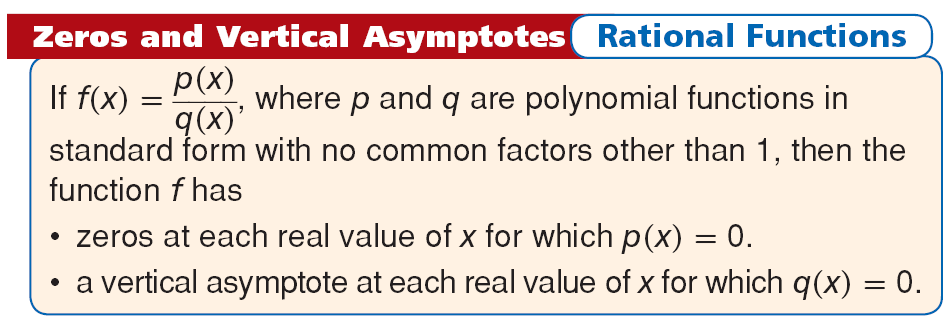 Zeros and Vertical Asymptotes Rational Functions
If f(x) = p(x)/q(x), where p and q are polynomial functions in
standard form with no common factors other than 1, then the
function f has
• zeros at each real value of x for which p(x) = 0.
• a vertical asymptote at each real value of x for which q(x) = 0.